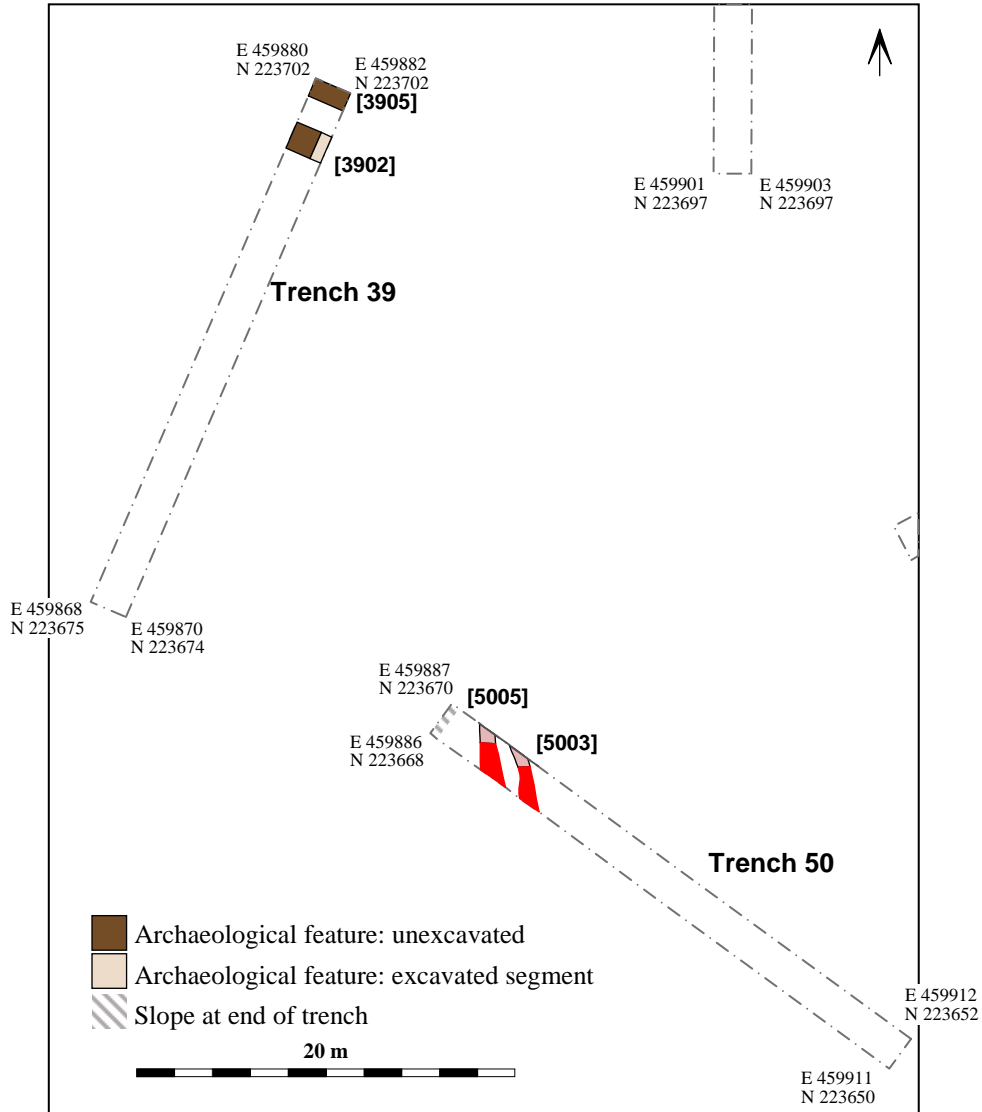 E 459880
N 223702
E 459882
N 223702
[3905]
[3902]
E 459901
N 223697
E 459903
N 223697
Trench 39
E 459868
N 223675
E 459870
N 223674
E 459887
N 223670
[5005]
E 459886
N 223668
[5003]
Trench 50
Archaeological feature: unexcavated
Archaeological feature: excavated segment
Slope at end of trench
20 m
E 459912
N 223652
E 459911
N 223650